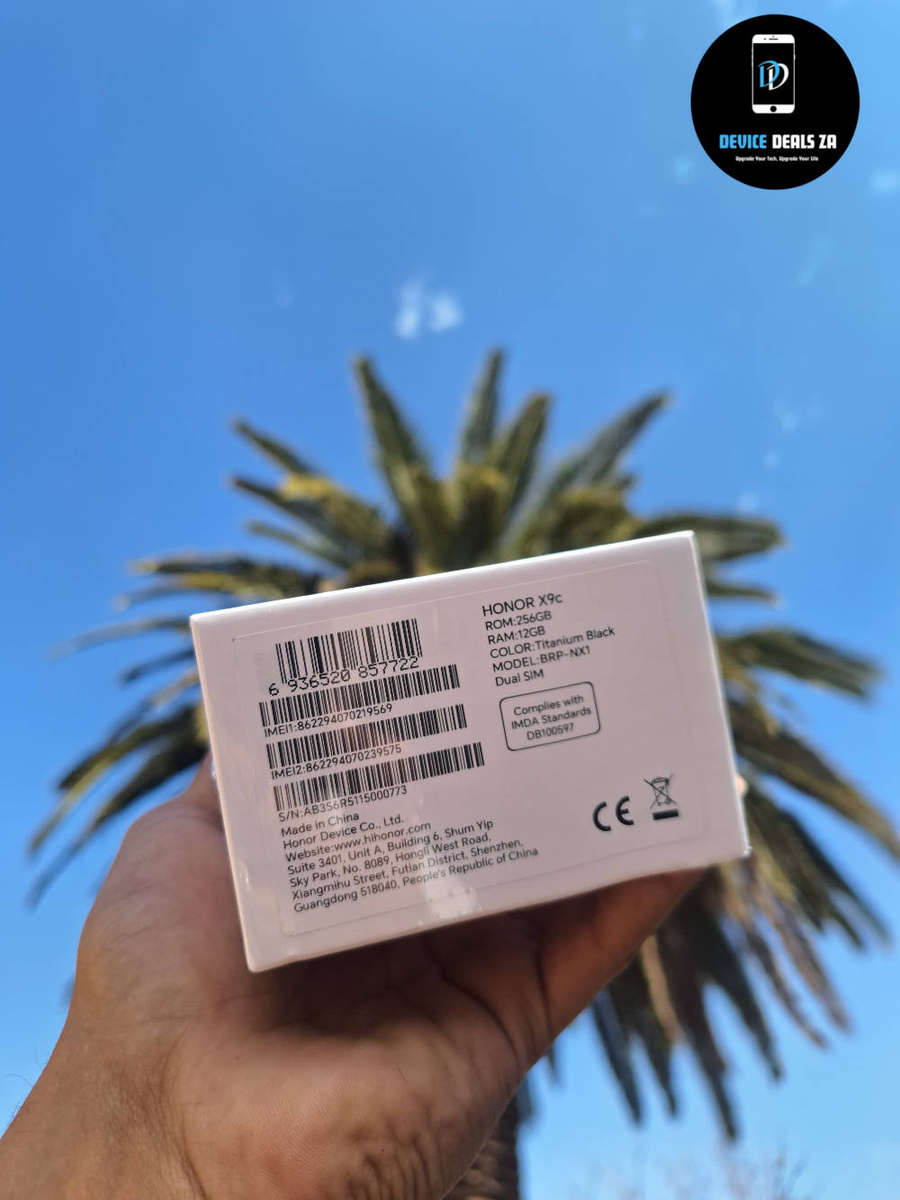 DEVICE DEALS ZA
Upgrade Your Tech, Upgrade Your Life
6 936520 857722
IMEI1:862294070219569
IMEI2:862294070239575
S/N:AB3S6R5115000773
Made in China
Honor Device Co., Ltd.
Website:www.hihonor.com
Suite 3401, Unit A, Building 6, Shum Yip
Sky Park, No. 8089, Hongli West Road,
Xiangmihu Street, Futian District, Shenzhen,
Guangdong 518040, People's Republic of China
HONOR X9c
ROM:256GB
RAM:12GB
COLOR:Titanium Black
MODEL:BRP-NX1
Dual SIM
Complies with
IMDA Standards
DB100597
CE